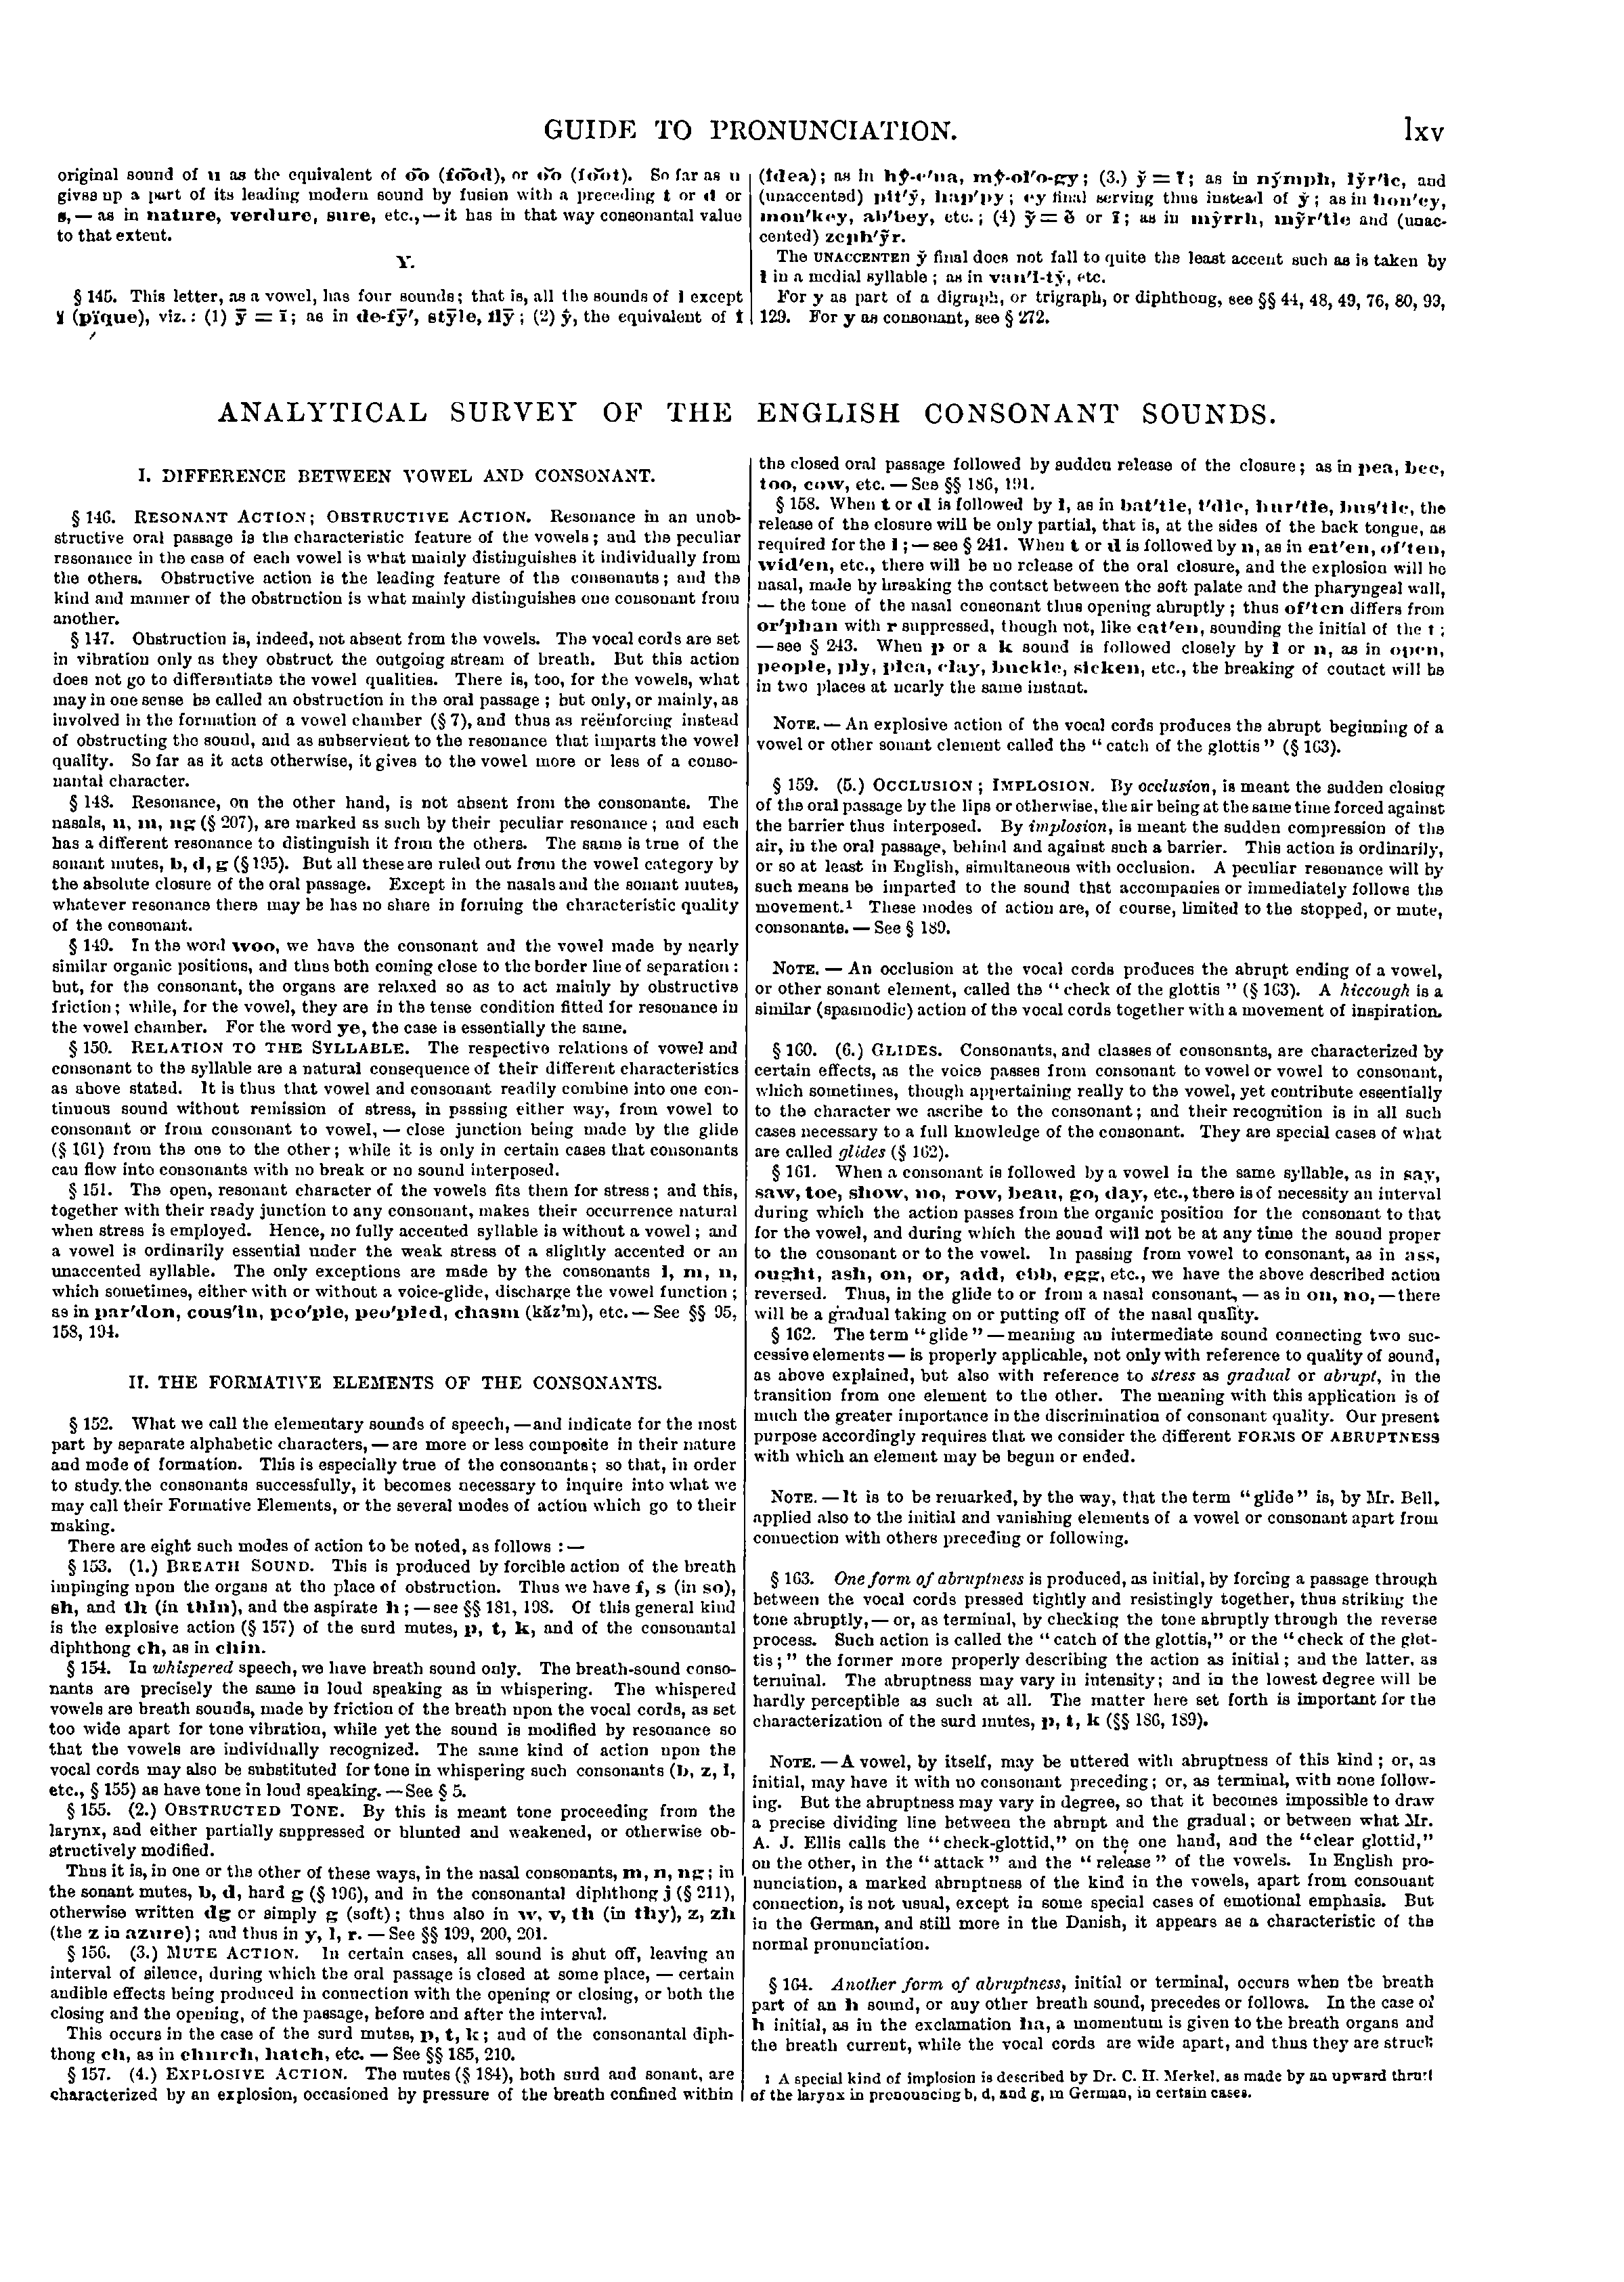 GUIDE TO PRONUNCIATION.
lxv
original sound of u as the equivalent of o͞o (fo͞od), or o͝o (fo͝ot). So far as u
gives up a part of its leading modern sound by fusion with a preceding t or d or
s, — as in nature, verdure, sure, etc., — it has in that way consonantal value
to that extent.
Y.
§ 145. This letter, as a vowel, has four sounds; that is, all the sounds of I except
ï (pïque), viz.: (1) ȳ = ī; as in de-fȳ′, stȳle, flȳ; (2) ŷ, the equivalent of î
(idea); as in hŷ-e′na, mŷ-ol′o-gy; (3.) y̆ = ĭ; as in ny̆mph, ly̆r′ic, and
(unaccented) pit′y̆, hap′py; ey final serving thus instead of y̆; as in hon′ey,
mon′key, ab′bey, etc.; (4) ỹ = ẽ or ĩ; as in mỹrrh, mỹr′tle and (unac-
cented) zeph′ỹr.
The UNACCENTEN y̆ final does not fall to quite the least accent such as is taken by
I in a medial syllable; as in van′I-ty̆, etc.
For y as part of a digraph, or trigraph, or diphthong, see §§ 44, 48, 49, 76, 80, 93,
129. For y as consonant, see § 272.
ANALYTICAL SURVEY OF THE ENGLISH CONSONANT SOUNDS.
I. DIFFERENCE BETWEEN VOWEL AND CONSONANT.
§ 146. RESONANT ACTION; OBSTRUCTIVE ACTION. Resonance in an unob-
structive oral passage is the characteristic feature of the vowels; and the peculiar
resonance in the case of each vowel is what mainly distinguishes it individually from
the others. Obstructive action is the leading feature of the consonants; and the
kind and manner of the obstruction is what mainly distinguishes one consonant from
another.
§ 147. Obstruction is, indeed, not absent from the vowels. The vocal cords are set
in vibration only as they obstruct the outgoing stream of breath. But this action
does not go to differentiate the vowel qualities. There is, too, for the vowels, what
may in one sense be called an obstruction in the oral passage; but only, or mainly, as
involved in the formation of a vowel chamber (§ 7), and thus as reënforcing instead
of obstructing the sound, and as subservient to the resonance that imparts the vowel
quality. So far as it acts otherwise, it gives to the vowel more or less of a conso-
nantal character.
§ 148. Resonance, on the other hand, is not absent from the consonants. The
nasals, n, m, ng (§ 207), are marked as such by their peculiar resonance; and each
has a different resonance to distinguish it from the others. The same is true of the
sonant mutes, b, d, g (§ 195). But all these are ruled out from the vowel category by
the absolute closure of the oral passage. Except in the nasals and the sonant mutes,
whatever resonance there may be has no share in forming the characteristic quality
of the consonant.
§ 149. In the word woo, we have the consonant and the vowel made by nearly
similar organic positions, and thus both coming close to the border line of separation:
but, for the consonant, the organs are relaxed so as to act mainly by obstructive
friction; while, for the vowel, they are in the tense condition fitted for resonance in
the vowel chamber. For the word ye, the case is essentially the same.
§ 150. RELATION TO THE SYLLABLE. The respective relations of vowel and
consonant to the syllable are a natural consequence of their different characteristics
as above stated. It is thus that vowel and consonant readily combine into one con-
tinuous sound without remission of stress, in passing either way, from vowel to
consonant or from consonant to vowel, — close junction being made by the glide
(§ 161) from the one to the other; while it is only in certain cases that consonants
can flow into consonants with no break or no sound interposed.
§ 151. The open, resonant character of the vowels fits them for stress; and this,
together with their ready junction to any consonant, makes their occurrence natural
when stress is employed. Hence, no fully accented syllable is without a vowel; and
a vowel is ordinarily essential under the weak stress of a slightly accented or an
unaccented syllable. The only exceptions are made by the consonants l, m, n,
which sometimes, either with or without a voice-glide, discharge the vowel function;
as in par′don, cous′in, peo′ple, peo′pled, chasm (kăz’m), etc. — See §§ 95,
158, 194.
II. THE FORMATIVE ELEMENTS OF THE CONSONANTS.
§ 152. What we call the elementary sounds of speech, — and indicate for the most
part by separate alphabetic characters, — are more or less composite in their nature
and mode of formation. This is especially true of the consonants; so that, in order
to study the consonants successfully, it becomes necessary to inquire into what we
may call their Formative Elements, or the several modes of action which go to their
making.
There are eight such modes of action to be noted, as follows: —
§ 153. (1.) BREATH SOUND. This is produced by forcible action of the breath
impinging upon the organs at the place of obstruction. Thus we have f, s (in so),
sh, and th (in thin), and the aspirate h; — see §§ 181, 198. Of this general kind
is the explosive action (§ 157) of the surd mutes, p, t, k, and of the consonantal
diphthong ch, as in chin.
§ 154. In whispered speech, we have breath sound only. The breath-sound conso-
nants are precisely the same in loud speaking as in whispering. The whispered
vowels are breath sounds, made by friction of the breath upon the vocal cords, as set
too wide apart for tone vibration, while yet the sound is modified by resonance so
that the vowels are individually recognized. The same kind of action upon the
vocal cords may also be substituted for tone in whispering such consonants (b, z, l,
etc., § 155) as have tone in loud speaking. — See § 5.
§ 155. (2.) OBSTRUCTED TONE. By this is meant tone proceeding from the
larynx, and either partially suppressed or blunted and weakened, or otherwise ob-
structively modified.
Thus it is, in one or the other of these ways, in the nasal consonants, m, n, ng; in
the sonant mutes, b, d, hard g (§ 196), and in the consonantal diphthong j (§ 211),
otherwise written dg or simply g (soft); thus also in w, v, th (in thy), z, zh
(the z in azure); and thus in y, l, r. — See §§ 199, 200, 201.
§ 156. (3.) MUTE ACTION. In certain cases, all sound is shut off, leaving an
interval of silence, during which the oral passage is closed at some place, — certain
audible effects being produced in connection with the opening or closing, or both the
closing and the opening, of the passage, before and after the interval.
This occurs in the case of the surd mutes, p, t, k; and of the consonantal diph-
thong ch, as in church, hatch, etc. — See §§ 185, 210.
§ 157. (4.) EXPLOSIVE ACTION. The mutes (§ 184), both surd and sonant, are
characterized by an explosion, occasioned by pressure of the breath confined within
the closed oral passage followed by sudden release of the closure; as in pea, bee,
too, cow, etc. — See §§ 186, 191.
§ 158. When t or d is followed by l, as in bat′tle, i′dle, hur′tle, hus′tle, the
release of the closure will be only partial, that is, at the sides of the back tongue, as
required for the l; — see § 241. When t or d is followed by n, as in eat′en, of′ten,
wid′en, etc., there will be no release of the oral closure, and the explosion will be
nasal, made by breaking the contact between the soft palate and the pharyngeal wall,
— the tone of the nasal consonant thus opening abruptly; thus of′ten differs from
or′phan with r suppressed, though not, like eat′en, sounding the initial of the t;
— see § 243. When p or a k sound is followed closely by l or n, as in open,
people, ply, plea, clay, buckle, sicken, etc., the breaking of contact will be
in two places at nearly the same instant.
NOTE. — An explosive action of the vocal cords produces the abrupt beginning of a
vowel or other sonant element called the “catch of the glottis” (§ 163).
§ 159. (5.) OCCLUSION; IMPLOSION. By occlusion, is meant the sudden closing
of the oral passage by the lips or otherwise, the air being at the same time forced against
the barrier thus interposed. By implosion, is meant the sudden compression of the
air, in the oral passage, behind and against such a barrier. This action is ordinarily,
or so at least in English, simultaneous with occlusion. A peculiar resonance will by
such means be imparted to the sound that accompanies or immediately follows the
movement.¹ These modes of action are, of course, limited to the stopped, or mute,
consonants. — See § 189.
NOTE. — An occlusion at the vocal cords produces the abrupt ending of a vowel,
or other sonant element, called the “check of the glottis” (§ 163). A hiccough is a
similar (spasmodic) action of the vocal cords together with a movement of inspiration.
§ 160. (6.) GLIDES. Consonants, and classes of consonants, are characterized by
certain effects, as the voice passes from consonant to vowel or vowel to consonant,
which sometimes, though appertaining really to the vowel, yet contribute essentially
to the character we ascribe to the consonant; and their recognition is in all such
cases necessary to a full knowledge of the consonant. They are special cases of what
are called glides (§ 162).
§ 161. When a consonant is followed by a vowel in the same syllable, as in say,
saw, toe, show, no, row, beau, go, day, etc., there is of necessity an interval
during which the action passes from the organic position for the consonant to that
for the vowel, and during which the sound will not be at any time the sound proper
to the consonant or to the vowel. In passing from vowel to consonant, as in ass,
ought, ash, on, or, add, ebb, egg, etc., we have the above described action
reversed. Thus, in the glide to or from a nasal consonant, — as in on, no, — there
will be a gradual taking on or putting off of the nasal quality.
§ 162. The term “glide” — meaning an intermediate sound connecting two suc-
cessive elements — is properly applicable, not only with reference to quality of sound,
as above explained, but also with reference to stress as gradual or abrupt, in the
transition from one element to the other. The meaning with this application is of
much the greater importance in the discrimination of consonant quality. Our present
purpose accordingly requires that we consider the different FORMS OF ABRUPTNESS
with which an element may be begun or ended.
NOTE. — It is to be remarked, by the way, that the term “glide” is, by Mr. Bell,
applied also to the initial and vanishing elements of a vowel or consonant apart from
connection with others preceding or following.
§ 163. One form of abruptness is produced, as initial, by forcing a passage through
between the vocal cords pressed tightly and resistingly together, thus striking the
tone abruptly, — or, as terminal, by checking the tone abruptly through the reverse
process. Such action is called the “catch of the glottis,” or the “check of the glot-
tis;” the former more properly describing the action as initial; and the latter, as
terminal. The abruptness may vary in intensity; and in the lowest degree will be
hardly perceptible as such at all. The matter here set forth is important for the
characterization of the surd mutes, p, t, k (§§ 186, 189).
NOTE. — A vowel, by itself, may be uttered with abruptness of this kind; or, as
initial, may have it with no consonant preceding; or, as terminal, with none follow-
ing. But the abruptness may vary in degree, so that it becomes impossible to draw
a precise dividing line between the abrupt and the gradual; or between what Mr.
A. J. Ellis calls the “check-glottid,” on the one hand, and the “clear glottid,”
on the other, in the “attack” and the “release” of the vowels. In English pro-
nunciation, a marked abruptness of the kind in the vowels, apart from consonant
connection, is not usual, except in some special cases of emotional emphasis. But
in the German, and still more in the Danish, it appears as a characteristic of the
normal pronunciation.
§ 164. Another form of abruptness, initial or terminal, occurs when the breath
part of an h sound, or any other breath sound, precedes or follows. In the case of
h initial, as in the exclamation ha, a momentum is given to the breath organs and
the breath current, while the vocal cords are wide apart, and thus they are struck
1 A special kind of implosion is described by Dr. C. H. Merkel, as made by an upward thrust
of the larynx in pronouncing b, d, and g, in German, in certain cases.